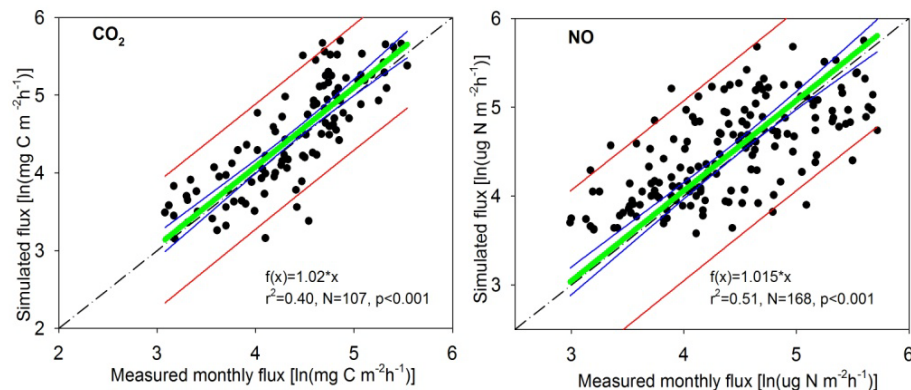 CO₂
6
5
4
3
2
Simulated flux [ln(mg C m⁻²h⁻¹)]
f(x)=1.02*x
r²=0.40, N=107, p<0.001
2 3 4 5 6
Measured monthly flux [ln(mg C m⁻²h⁻¹)]
NO
6
5
4
3
Simulated flux [ln(ug N m⁻²h⁻¹)]
f(x)=1.015*x
r²=0.51, N=168, p<0.001
3 4 5 6
Measured monthly flux [ln(ug N m⁻²h⁻¹)]